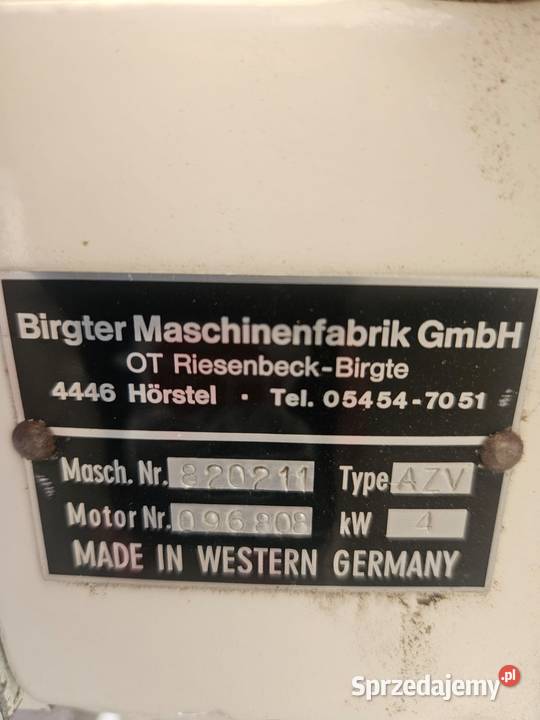 Birgter Maschinenfabrik GmbH
OT Riesenbeck-Birgte
4446 Hörstel · Tel. 05454-7051
Masch. Nr. 820211 Type AZV
Motor Nr. 096808 kW 4
MADE IN WESTERN GERMANY
Sprzedajemy.pl